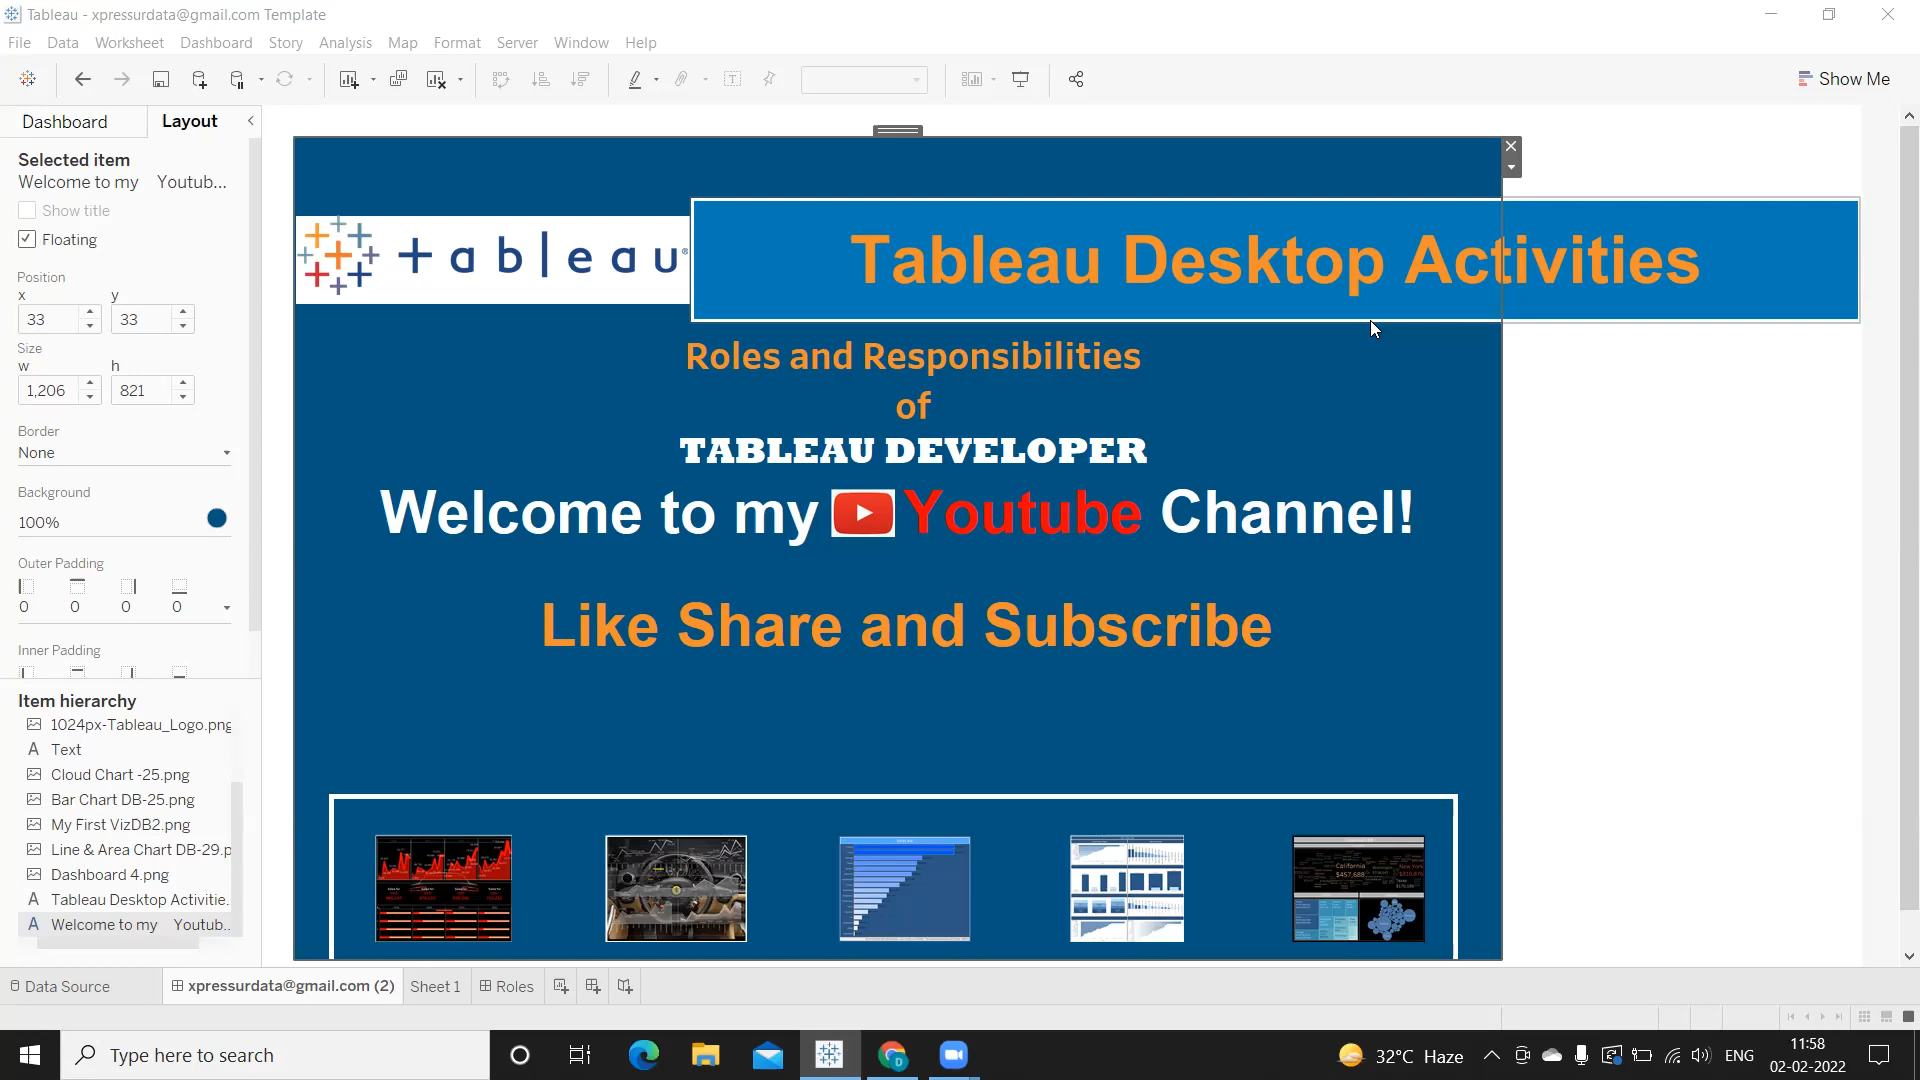 Tableau - xpressurdata@gmail.com Template
File Data Worksheet Dashboard Story Analysis Map Format Server Window Help
Show Me
Dashboard Layout
Selected item
Welcome to my Youtub...
Show title
Floating
Position
x y
33 33
Size
w h
1,206 821
Border
None
Background
100%
Outer Padding
0 0 0 0
Inner Padding
Item hierarchy
1024px-Tableau_Logo.png
Text
Cloud Chart -25.png
Bar Chart DB-25.png
My First VizDB2.png
Line & Area Chart DB-29.p
Dashboard 4.png
Tableau Desktop Activitie..
Welcome to my Youtub..
+ableau®
Tableau Desktop Activities
Roles and Responsibilities
of
TABLEAU DEVELOPER
Welcome to my Youtube Channel!
Like Share and Subscribe
California
$457,688
Data Source xpressurdata@gmail.com (2) Sheet 1 Roles
Type here to search
32°C Haze ENG
11:58
02-02-2022